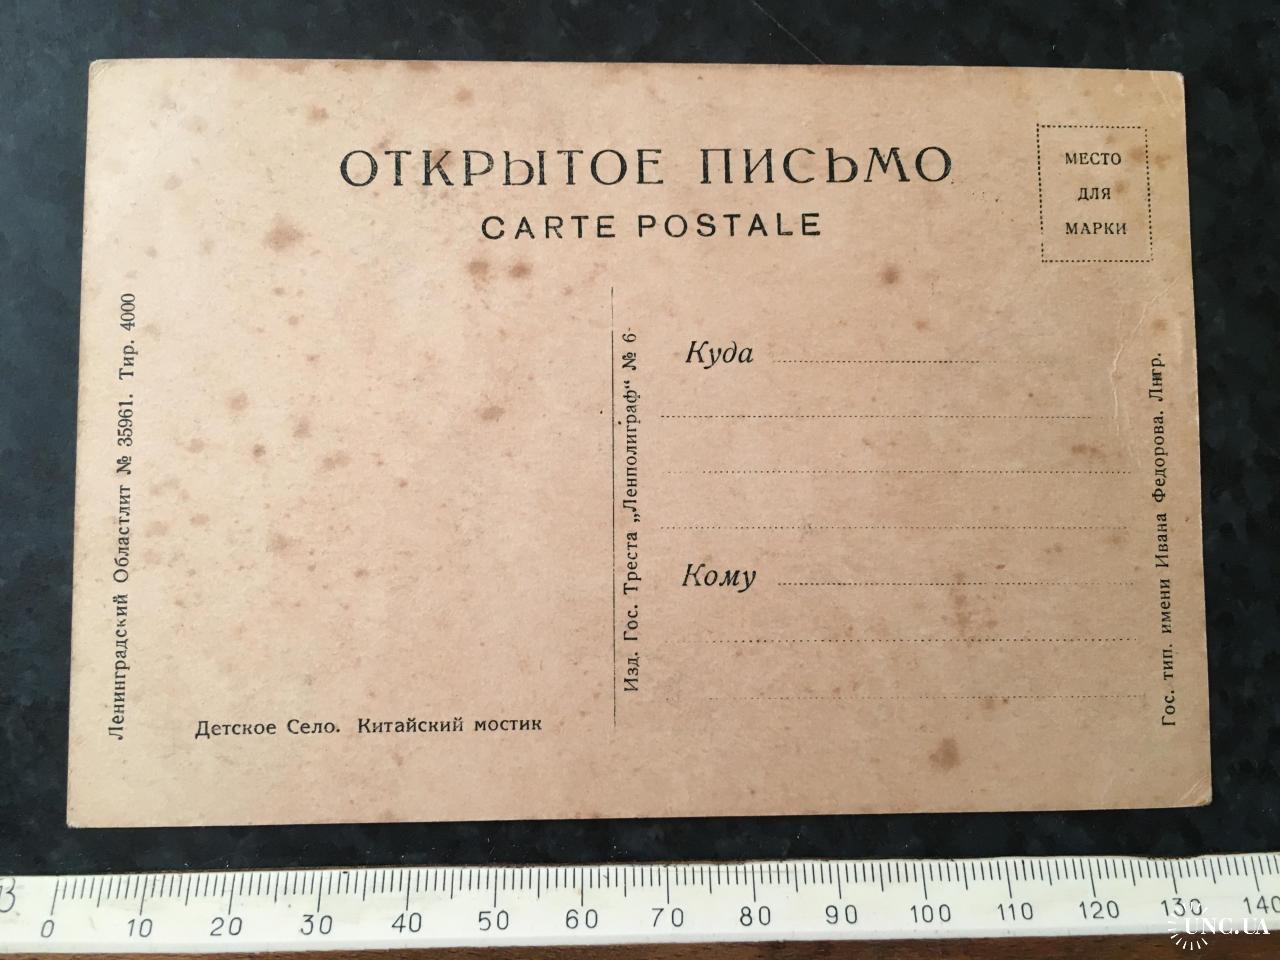 ОТКРЫТОЕ ПИСЬМО
CARTE POSTALE
МЕСТО
ДЛЯ
МАРКИ
Ленинградский Областлит № 35961. Тир. 4000
Детское Село. Китайский мостик
Изд. Гос. Треста „Ленполиграф“ № 6
Куда
Кому
Гос. тип. имени Ивана Федорова. Лнгр.
0 10 20 30 40 50 60 70 80 90 100 110 120 130 140
UNC.UA